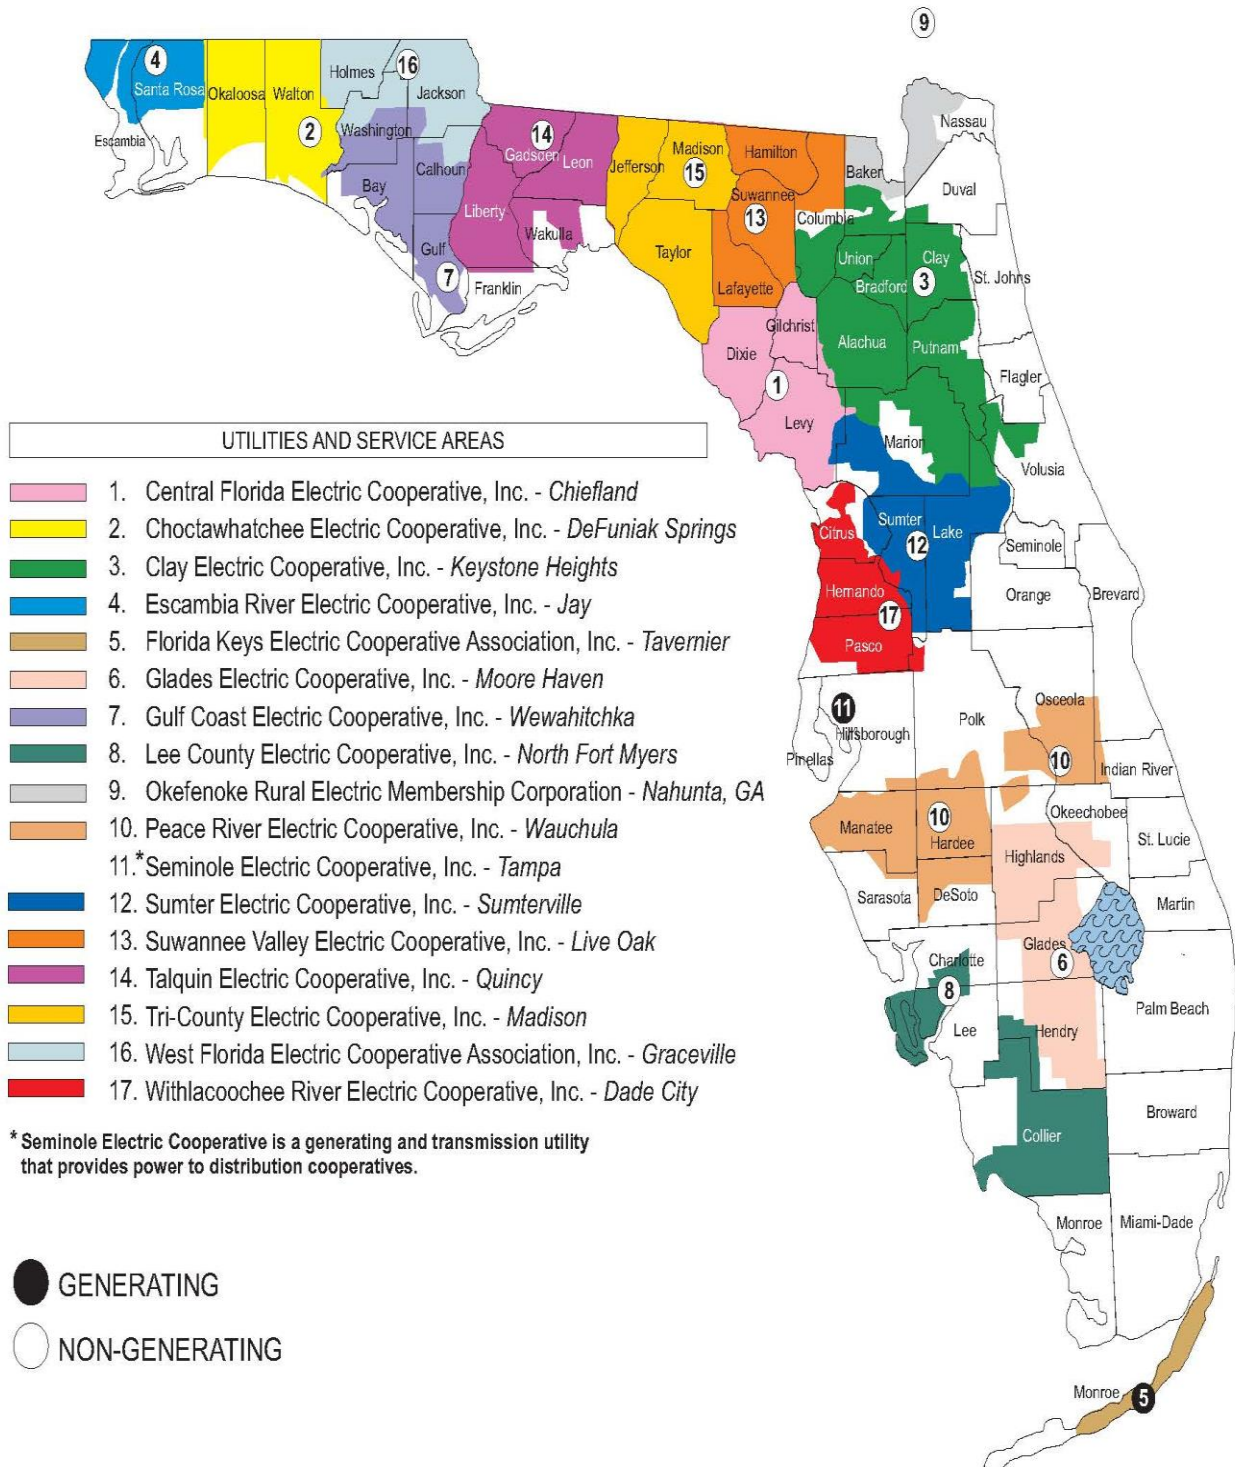 9
4
Santa Rosa
Okaloosa
Walton
2
Holmes
16
Jackson
Escambia
Washington
Bay
Calhoun
Gulf
7
Franklin
14
Gadsden
Leon
Liberty
Wakulla
Jefferson
Madison
15
Taylor
Hamilton
Suwannee
13
Lafayette
Columbia
Baker
Nassau
Duval
Union
Bradford
Clay
3
St. Johns
Gilchrist
Dixie
1
Levy
Alachua
Putnam
Flagler
Marion
Volusia
Citrus
Sumter
12
Lake
Seminole
Orange
Brevard
Hernando
17
Pasco
11
Hillsborough
Pinellas
Polk
Osceola
10
Indian River
Okeechobee
St. Lucie
Manatee
10
Hardee
Highlands
Sarasota
DeSoto
Martin
Charlotte
Glades
6
8
Lee
Hendry
Palm Beach
Collier
Broward
Monroe
Miami-Dade
Monroe
5
UTILITIES AND SERVICE AREAS
1. Central Florida Electric Cooperative, Inc. - Chiefland
2. Choctawhatchee Electric Cooperative, Inc. - DeFuniak Springs
3. Clay Electric Cooperative, Inc. - Keystone Heights
4. Escambia River Electric Cooperative, Inc. - Jay
5. Florida Keys Electric Cooperative Association, Inc. - Tavernier
6. Glades Electric Cooperative, Inc. - Moore Haven
7. Gulf Coast Electric Cooperative, Inc. - Wewahitchka
8. Lee County Electric Cooperative, Inc. - North Fort Myers
9. Okefenoke Rural Electric Membership Corporation - Nahunta, GA
10. Peace River Electric Cooperative, Inc. - Wauchula
11.* Seminole Electric Cooperative, Inc. - Tampa
12. Sumter Electric Cooperative, Inc. - Sumterville
13. Suwannee Valley Electric Cooperative, Inc. - Live Oak
14. Talquin Electric Cooperative, Inc. - Quincy
15. Tri-County Electric Cooperative, Inc. - Madison
16. West Florida Electric Cooperative Association, Inc. - Graceville
17. Withlacoochee River Electric Cooperative, Inc. - Dade City
* Seminole Electric Cooperative is a generating and transmission utility
that provides power to distribution cooperatives.
GENERATING
NON-GENERATING